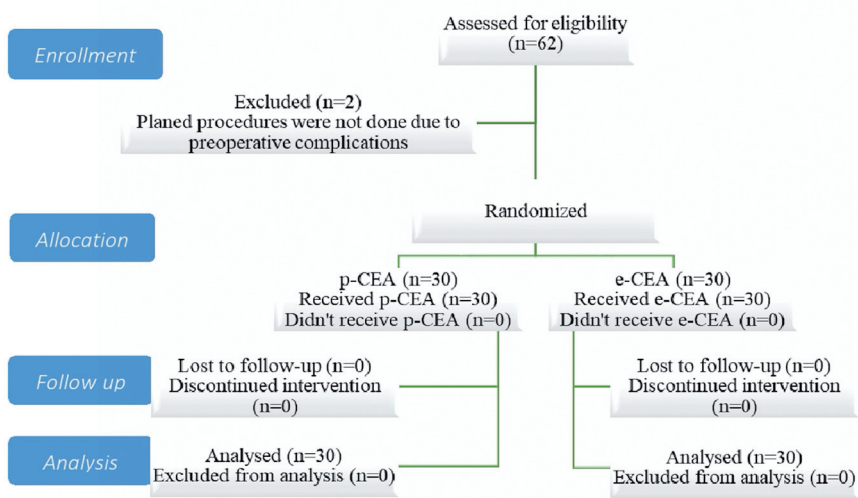 Enrollment
Assessed for eligibility
(n=62)
Excluded (n=2)
Planed procedures were not done due to
preoperative complications
Allocation
Randomized
p-CEA (n=30)
Received p-CEA (n=30)
Didn't receive p-CEA (n=0)
e-CEA (n=30)
Received e-CEA (n=30)
Didn't receive e-CEA (n=0)
Follow up
Lost to follow-up (n=0)
Discontinued intervention
(n=0)
Lost to follow-up (n=0)
Discontinued intervention
(n=0)
Analysis
Analysed (n=30)
Excluded from analysis (n=0)
Analysed (n=30)
Excluded from analysis (n=0)